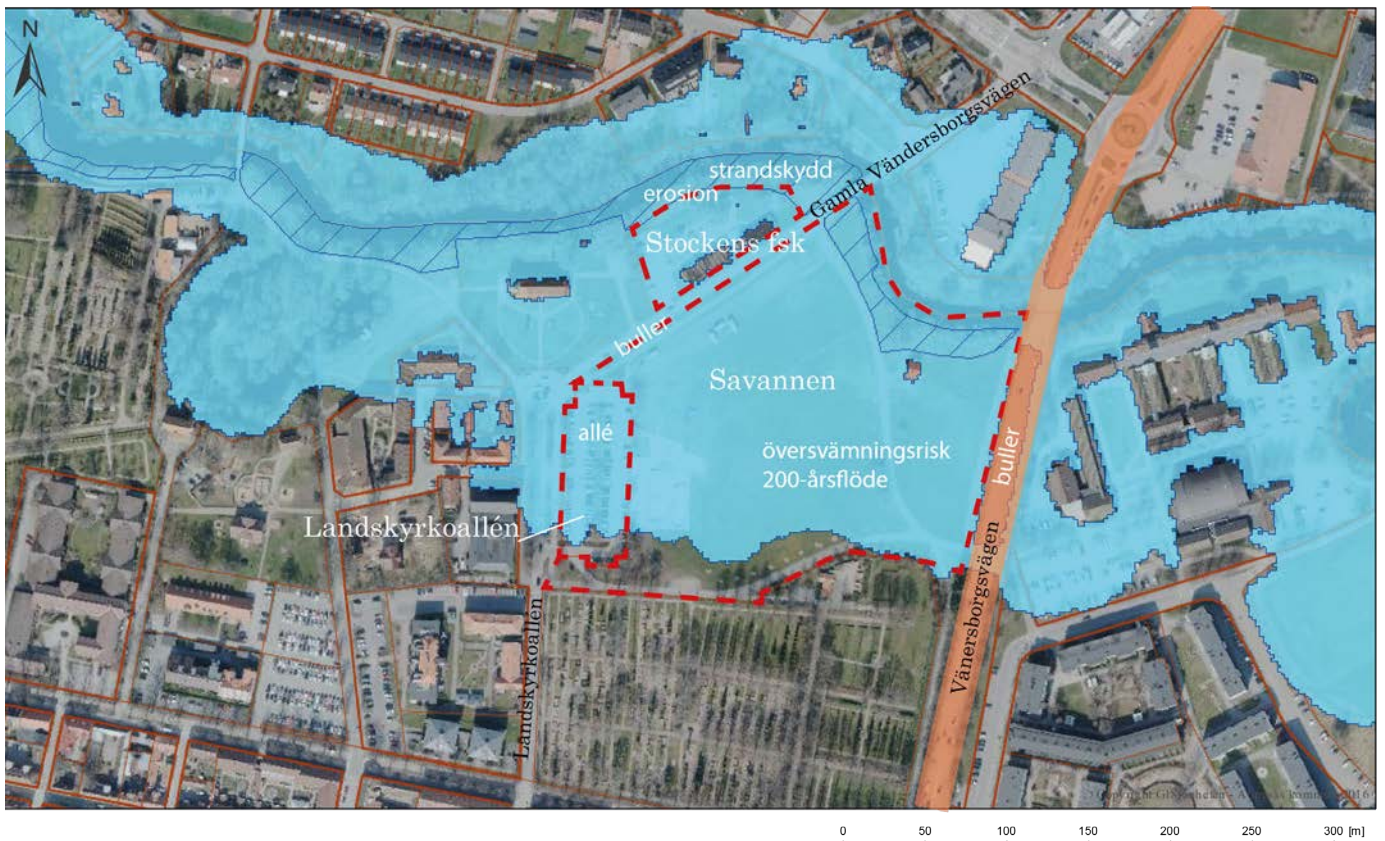 N
Gamla Vändersborgsvägen
strandskydd
erosion
Stockens fsk
buller
Savannen
allé
översvämningsrisk
200-årsflöde
buller
Landskyrkoallén
Landskyrkoallén
Vänersborgsvägen
0 50 100 150 200 250 300 [m]